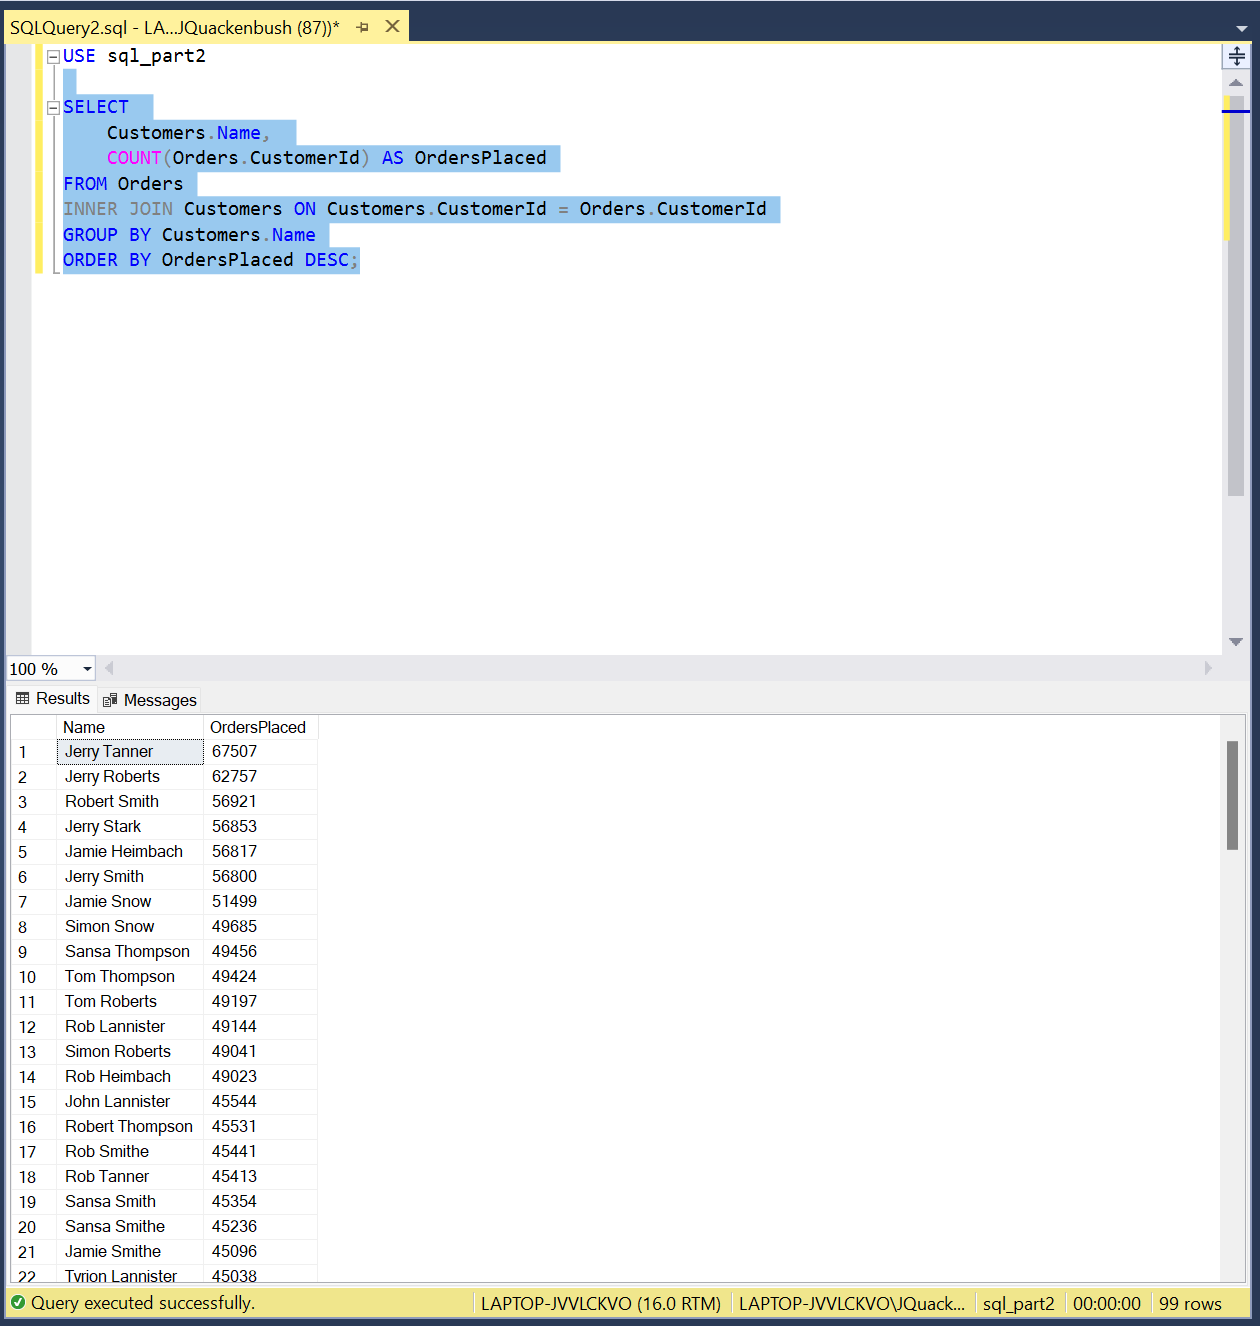 SQLQuery2.sql - LA...JQuackenbush (87))*
USE sql_part2
SELECT
Customers.Name,
COUNT(Orders.CustomerId) AS OrdersPlaced
FROM Orders
INNER JOIN Customers ON Customers.CustomerId = Orders.CustomerId
GROUP BY Customers.Name
ORDER BY OrdersPlaced DESC;
100 %
Results Messages
Name OrdersPlaced
1 Jerry Tanner 67507
2 Jerry Roberts 62757
3 Robert Smith 56921
4 Jerry Stark 56853
5 Jamie Heimbach 56817
6 Jerry Smith 56800
7 Jamie Snow 51499
8 Simon Snow 49685
9 Sansa Thompson 49456
10 Tom Thompson 49424
11 Tom Roberts 49197
12 Rob Lannister 49144
13 Simon Roberts 49041
14 Rob Heimbach 49023
15 John Lannister 45544
16 Robert Thompson 45531
17 Rob Smithe 45441
18 Rob Tanner 45413
19 Sansa Smith 45354
20 Sansa Smithe 45236
21 Jamie Smithe 45096
22 Tyrion Lannister 45038
Query executed successfully. LAPTOP-JVVLCKVO (16.0 RTM) LAPTOP-JVVLCKVO\JQuack... sql_part2 00:00:00 99 rows